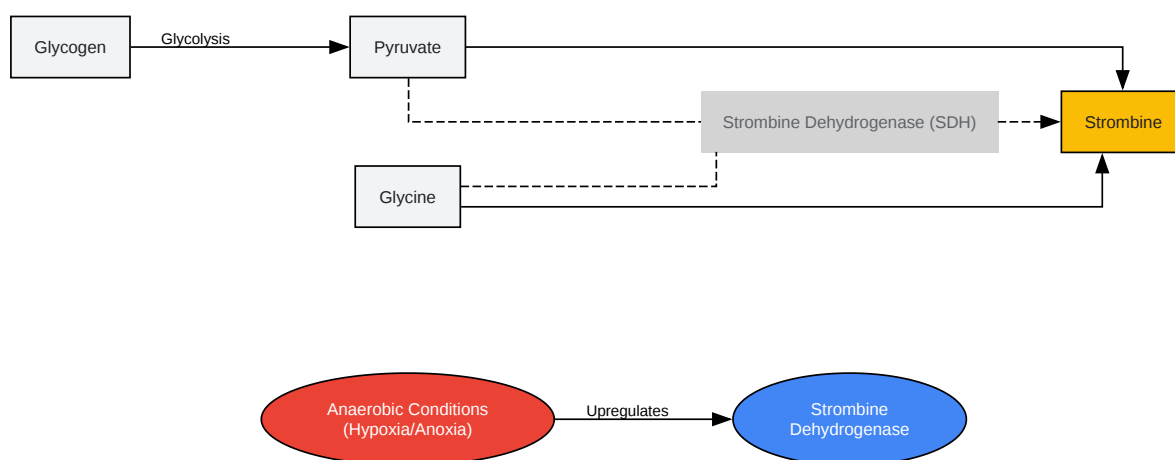 Glycogen
Glycolysis
Pyruvate
Strombine Dehydrogenase (SDH)
Strombine
Glycine
Anaerobic Conditions
(Hypoxia/Anoxia)
Upregulates
Strombine
Dehydrogenase